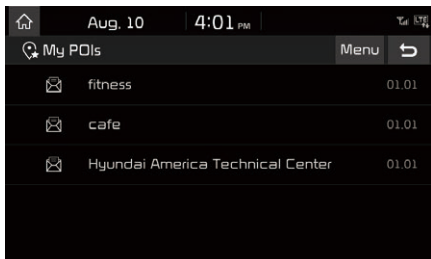 Aug. 10 4:01 PM LTE
My POIs Menu
fitness 01.01
cafe 01.01
Hyundai America Technical Center 01.01